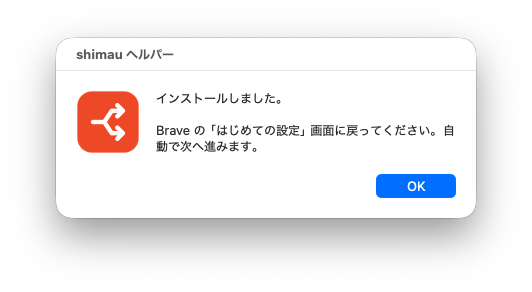 shimau ヘルパー
インストールしました。
Brave の「はじめての設定」画面に戻ってください。自
動で次へ進みます。
OK